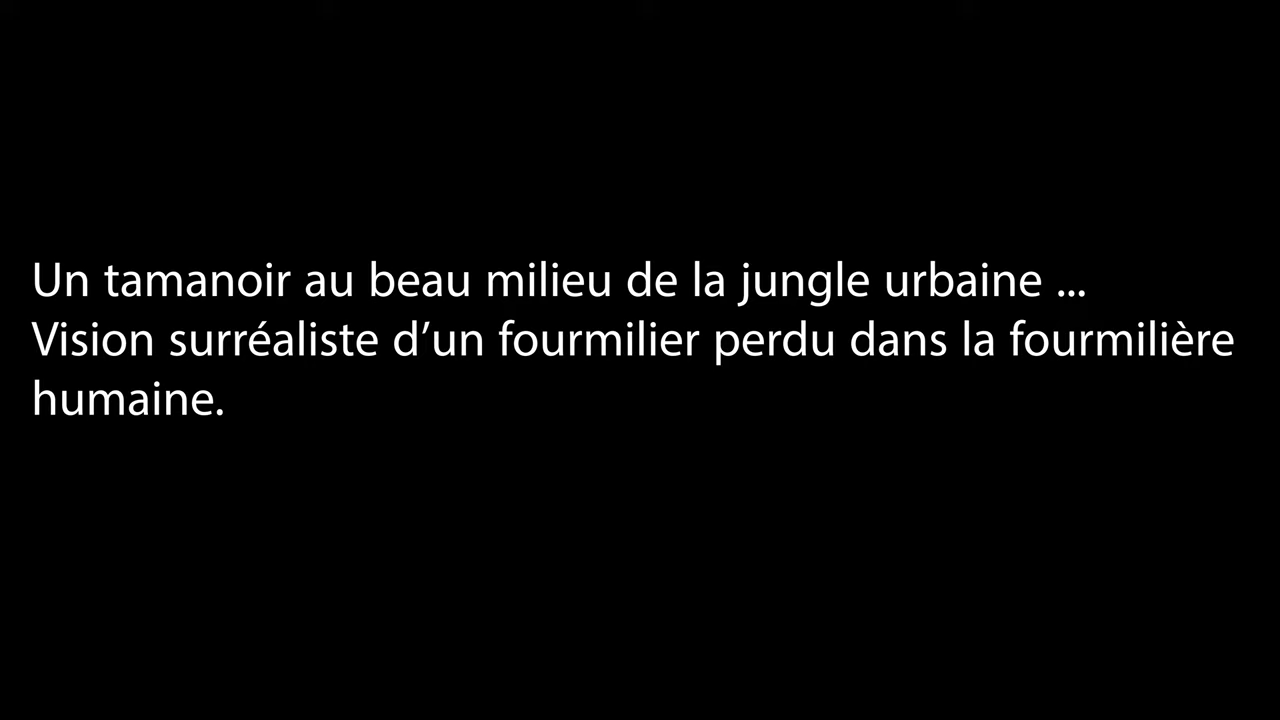 Un tamanoir au beau milieu de la jungle urbaine ...
Vision surréaliste d’un fourmilier perdu dans la fourmilière
humaine.